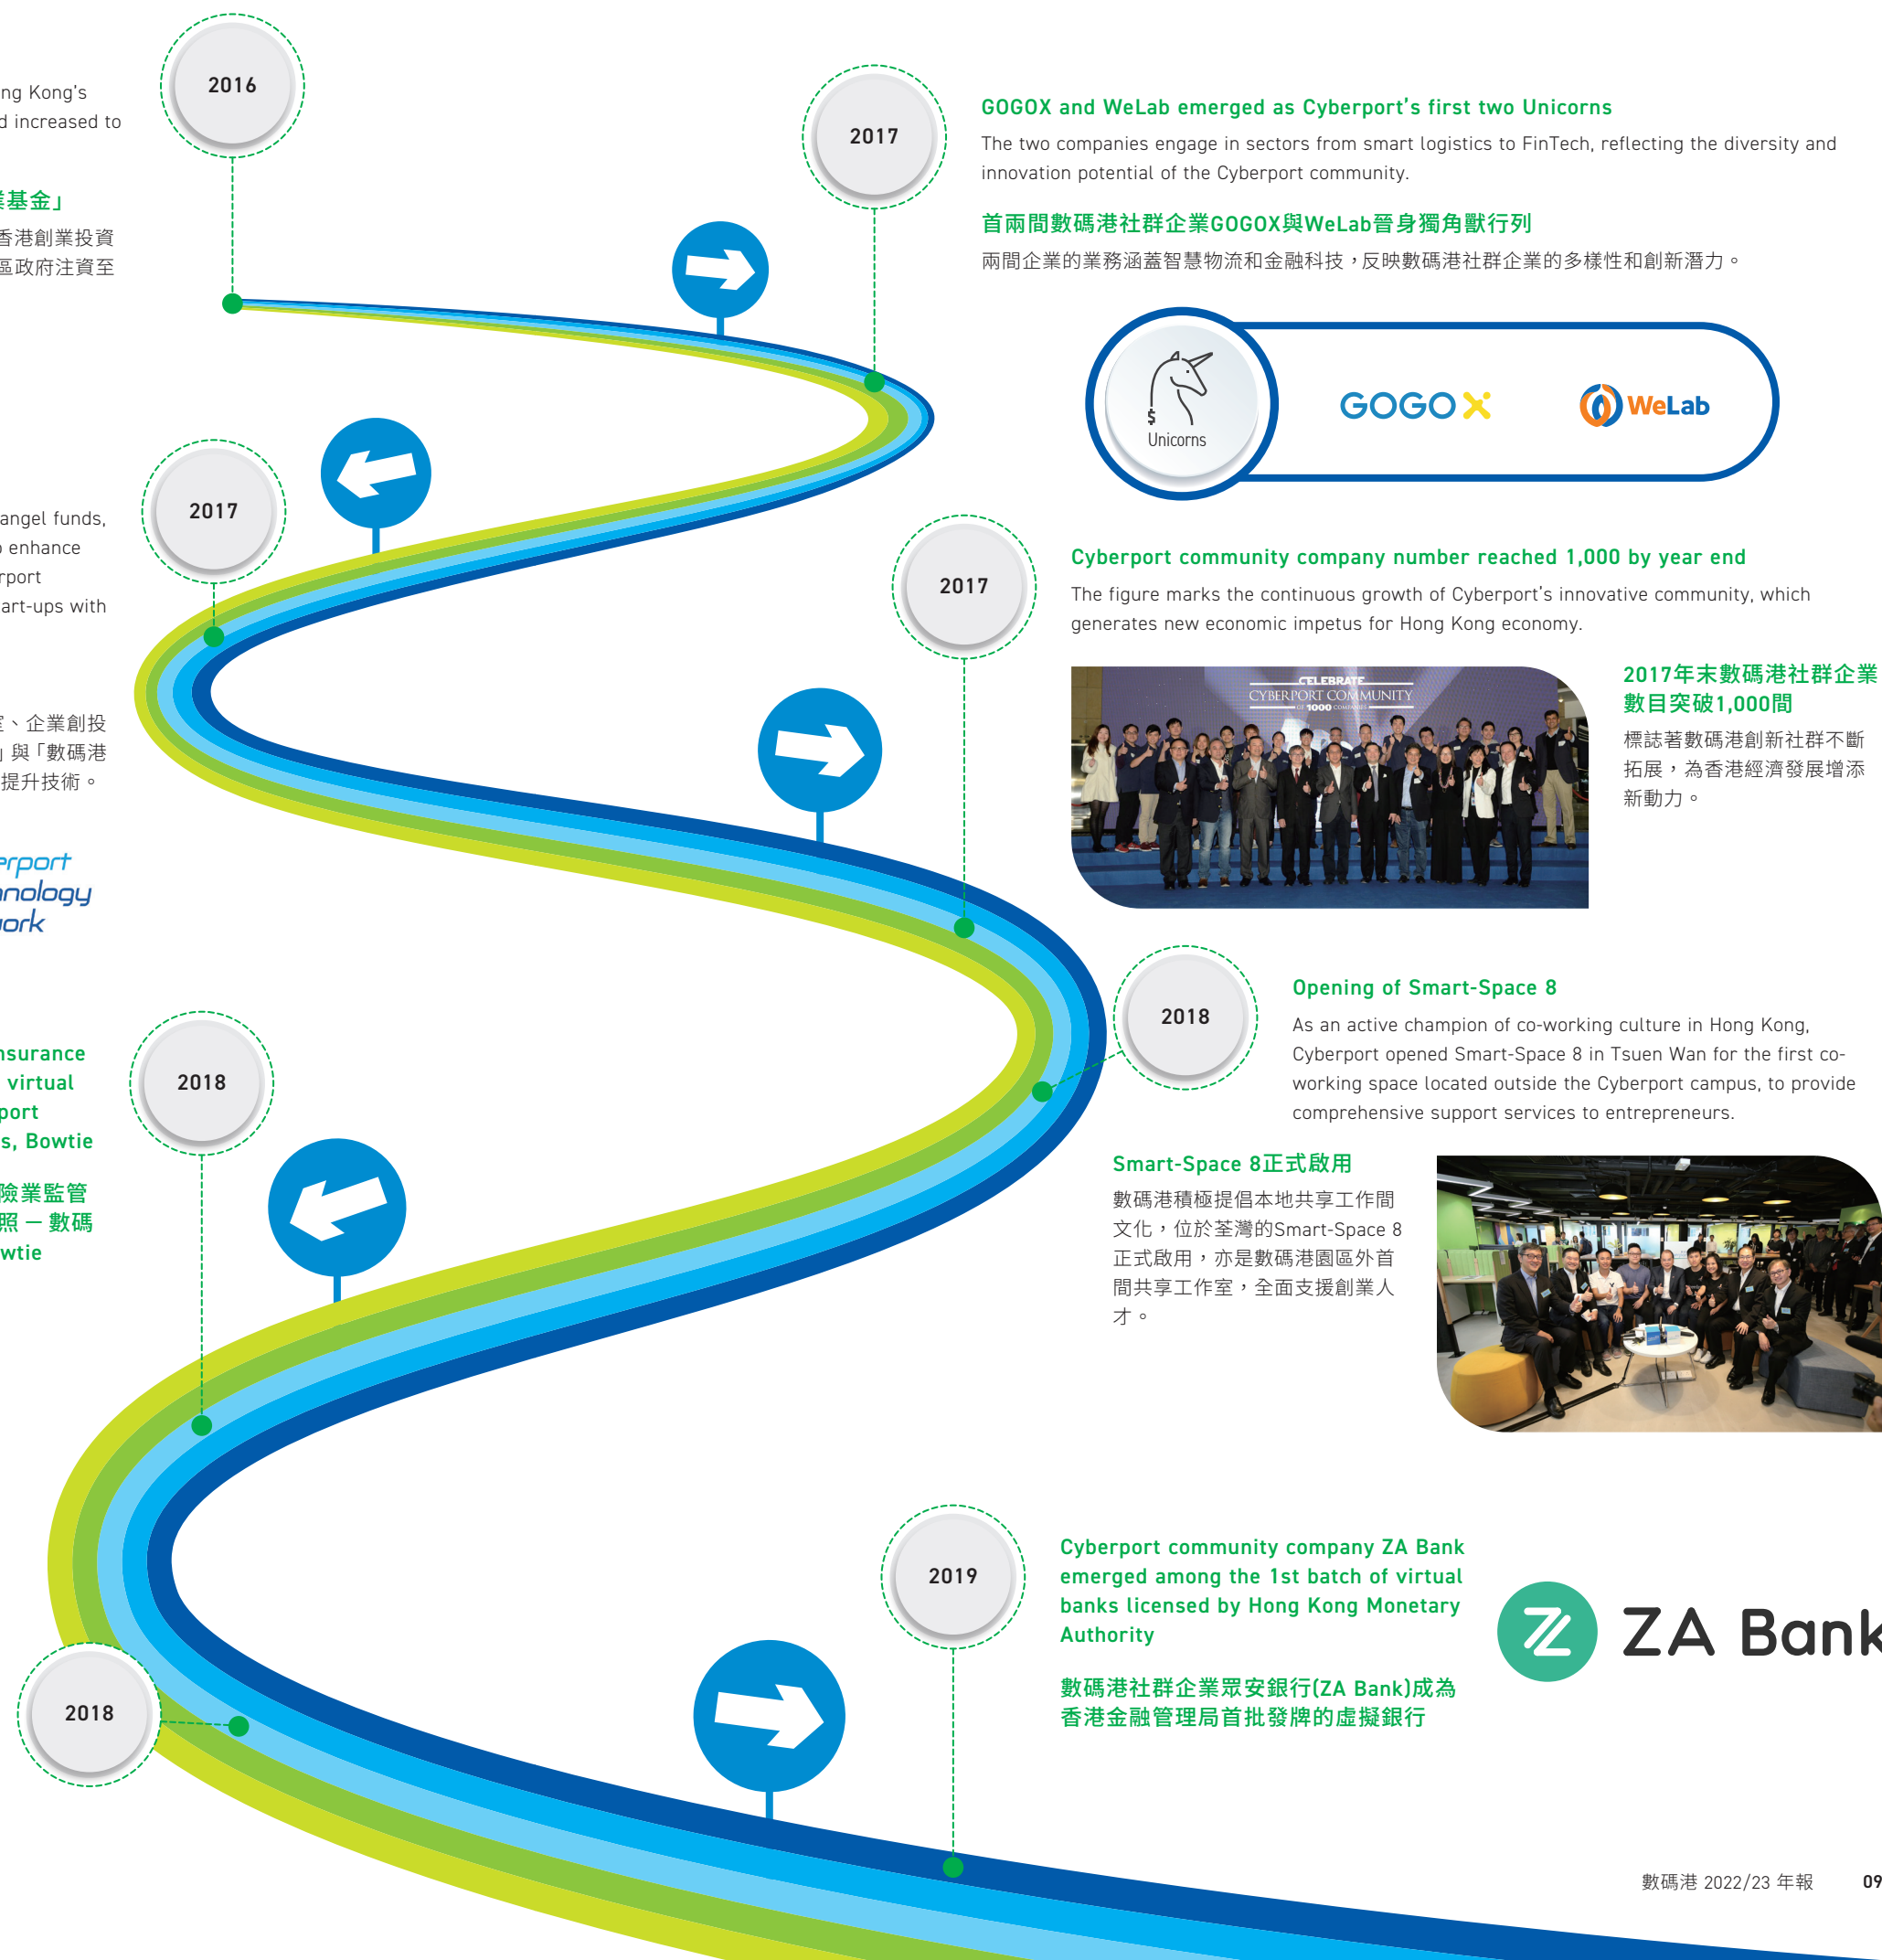 2016
ng Kong's
d increased to
業基金」
香港創業投資
區政府注資至
2017
GOGOX and WeLab emerged as Cyberport's first two Unicorns
The two companies engage in sectors from smart logistics to FinTech, reflecting the diversity and
innovation potential of the Cyberport community.
首兩間數碼港社群企業GOGOX與WeLab晉身獨角獸行列
兩間企業的業務涵蓋智慧物流和金融科技，反映數碼港社群企業的多樣性和創新潛力。
$
Unicorns
GOGOX
WeLab
2017
angel funds,
o enhance
rport
art-ups with
、企業創投
」與「數碼港
提升技術。
erport
hnology
work
2017
Cyberport community company number reached 1,000 by year end
The figure marks the continuous growth of Cyberport's innovative community, which
generates new economic impetus for Hong Kong economy.
CELEBRATE
CYBERPORT COMMUNITY
OF 1000 COMPANIES
2017年末數碼港社群企業
數目突破1,000間
標誌著數碼港創新社群不斷
拓展，為香港經濟發展增添
新動力。
2018
Opening of Smart-Space 8
As an active champion of co-working culture in Hong Kong,
Cyberport opened Smart-Space 8 in Tsuen Wan for the first co-
working space located outside the Cyberport campus, to provide
comprehensive support services to entrepreneurs.
Smart-Space 8正式啟用
數碼港積極提倡本地共享工作間
文化，位於荃灣的Smart-Space 8
正式啟用，亦是數碼港園區外首
間共享工作室，全面支援創業人
才。
2018
nsurance
virtual
port
s, Bowtie
險業監管
照 — 數碼
wtie
2018
2019
Cyberport community company ZA Bank
emerged among the 1st batch of virtual
banks licensed by Hong Kong Monetary
Authority
數碼港社群企業眾安銀行(ZA Bank)成為
香港金融管理局首批發牌的虛擬銀行
ZA Bank
數碼港 2022/23 年報 09